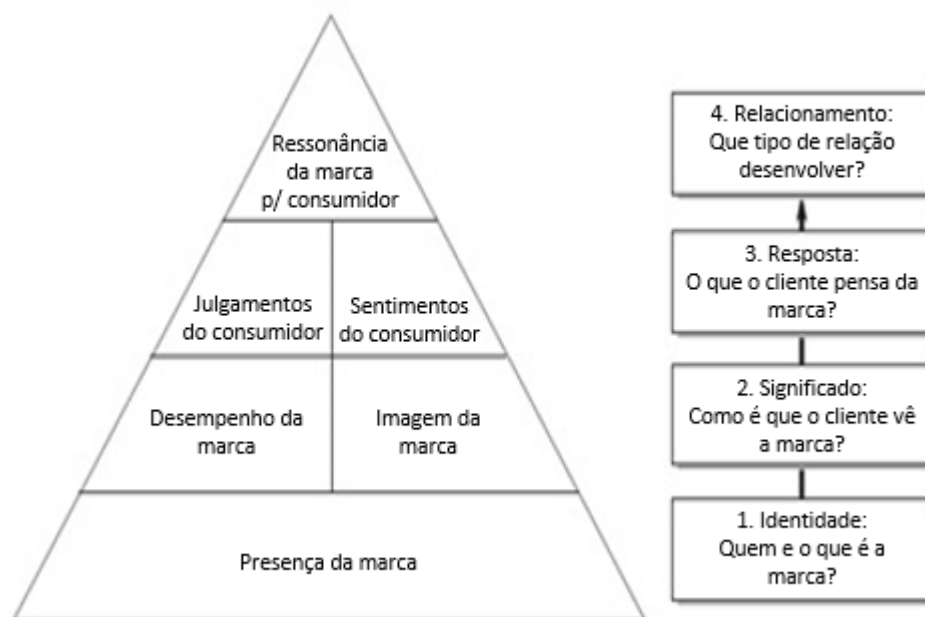 Ressonância
da marca
p/ consumidor
Julgamentos
do consumidor
Sentimentos
do consumidor
Desempenho da
marca
Imagem da
marca
Presença da marca
4. Relacionamento:
Que tipo de relação
desenvolver?
3. Resposta:
O que o cliente pensa da
marca?
2. Significado:
Como é que o cliente vê
a marca?
1. Identidade:
Quem e o que é a
marca?